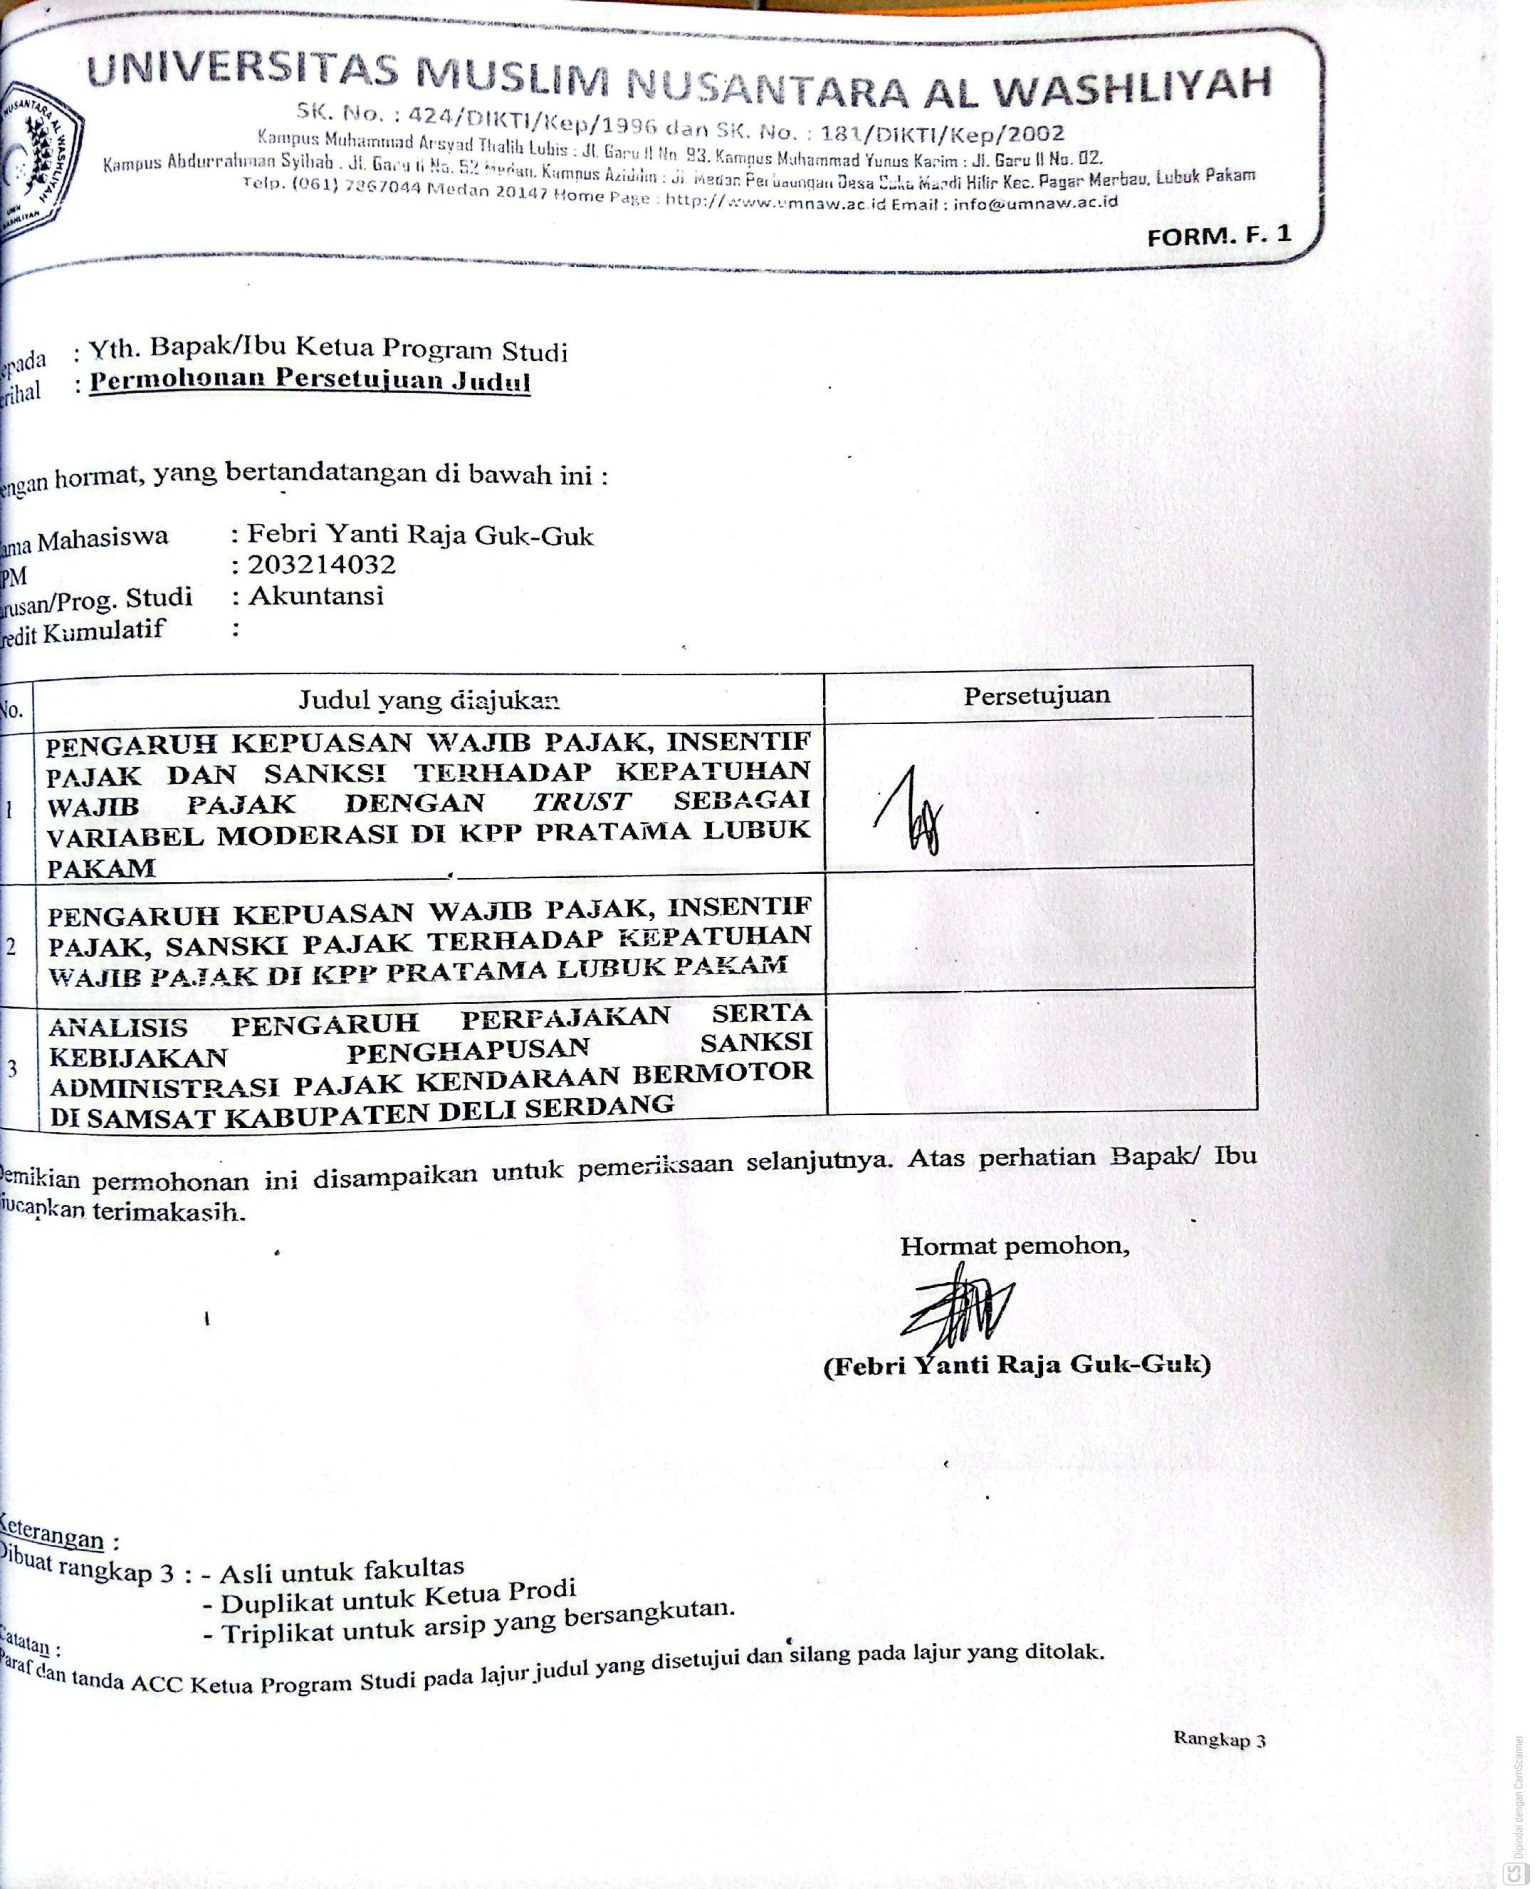 UNIVERSITAS MUSLIM NUSANTARA AL WASHLIYAH
SK. No. : 424/DIKTI/Kep/1996 dan SK. No. : 181/DIKTI/Kep/2002
Kampus Muhammad Arsyad Thalib Lubis : Jl. Garu II No. 93, Kampus Muhammad Yunus Karim : Jl. Garu II No. 02,
Kampus Abdurrahman Syihab . Jl. Garu II No. 52 Medan, Kampus Aziddin : Jl. Medan Perbaungan Desa Suka Mandi Hilir Kec. Pagar Merbau, Lubuk Pakam
Telp. (061) 7867044 Medan 20147 Home Page : http://www.umnaw.ac.id Email : info@umnaw.ac.id
FORM. F. 1
epada : Yth. Bapak/Ibu Ketua Program Studi
erihal : Permohonan Persetujuan Judul
engan hormat, yang bertandatangan di bawah ini :
ama Mahasiswa : Febri Yanti Raja Guk-Guk
PM : 203214032
rusan/Prog. Studi : Akuntansi
redit Kumulatif :
No. Judul yang diajukan Persetujuan
1 PENGARUH KEPUASAN WAJIB PAJAK, INSENTIF
PAJAK DAN SANKSI TERHADAP KEPATUHAN
WAJIB PAJAK DENGAN TRUST SEBAGAI
VARIABEL MODERASI DI KPP PRATAMA LUBUK
PAKAM
2 PENGARUH KEPUASAN WAJIB PAJAK, INSENTIF
PAJAK, SANSKI PAJAK TERHADAP KEPATUHAN
WAJIB PAJAK DI KPP PRATAMA LUBUK PAKAM
3 ANALISIS PENGARUH PERPAJAKAN SERTA
KEBIJAKAN PENGHAPUSAN SANKSI
ADMINISTRASI PAJAK KENDARAAN BERMOTOR
DI SAMSAT KABUPATEN DELI SERDANG
Demikian permohonan ini disampaikan untuk pemeriksaan selanjutnya. Atas perhatian Bapak/ Ibu
iucapkan terimakasih.
Hormat pemohon,
(Febri Yanti Raja Guk-Guk)
Keterangan :
Dibuat rangkap 3 : - Asli untuk fakultas
- Duplikat untuk Ketua Prodi
- Triplikat untuk arsip yang bersangkutan.
Catatan :
Paraf dan tanda ACC Ketua Program Studi pada lajur judul yang disetujui dan silang pada lajur yang ditolak.
Rangkap 3
CS Dipindai dengan CamScanner